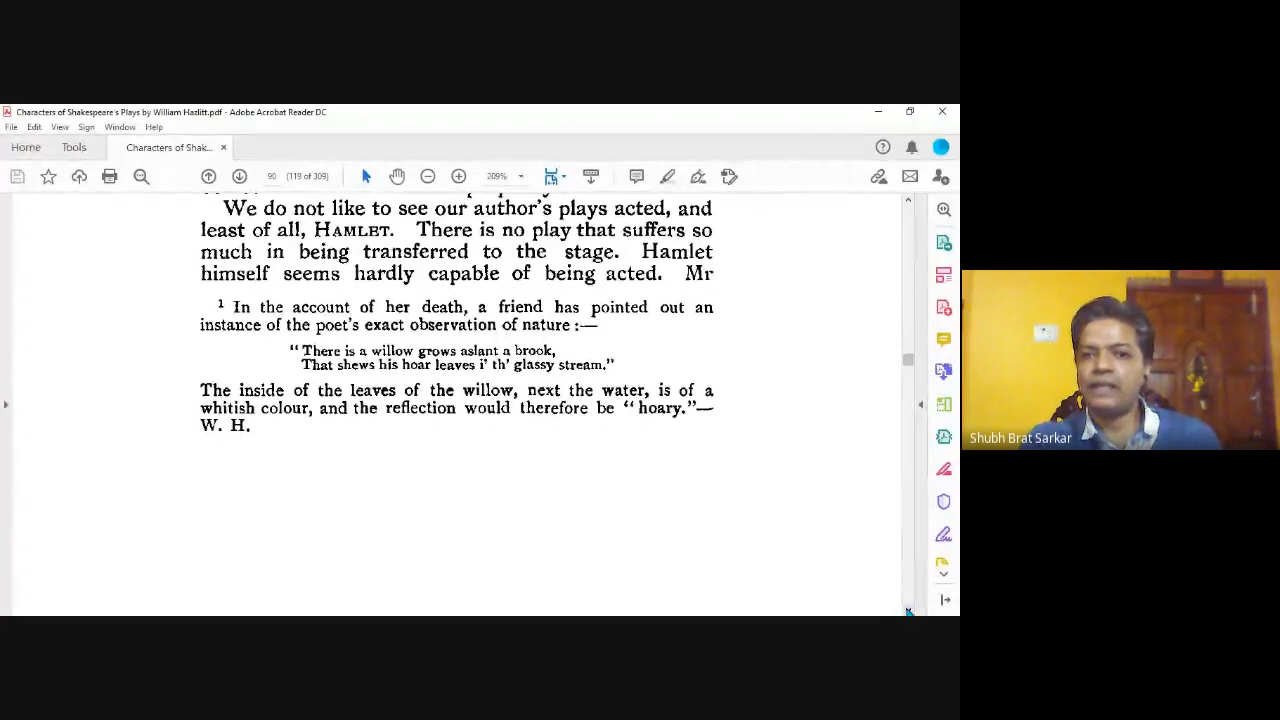 Characters of Shakespeare's Plays by William Hazlitt.pdf - Adobe Acrobat Reader DC
File Edit View Sign Window Help
Home Tools Characters of Shak... ×
90 (119 of 309) 209%
We do not like to see our author's plays acted, and
least of all, HAMLET. There is no play that suffers so
much in being transferred to the stage. Hamlet
himself seems hardly capable of being acted. Mr
1 In the account of her death, a friend has pointed out an
instance of the poet's exact observation of nature :—
"There is a willow grows aslant a brook,
That shews his hoar leaves i' th' glassy stream."
The inside of the leaves of the willow, next the water, is of a
whitish colour, and the reflection would therefore be "hoary."—
W. H.
Shubh Brat Sarkar